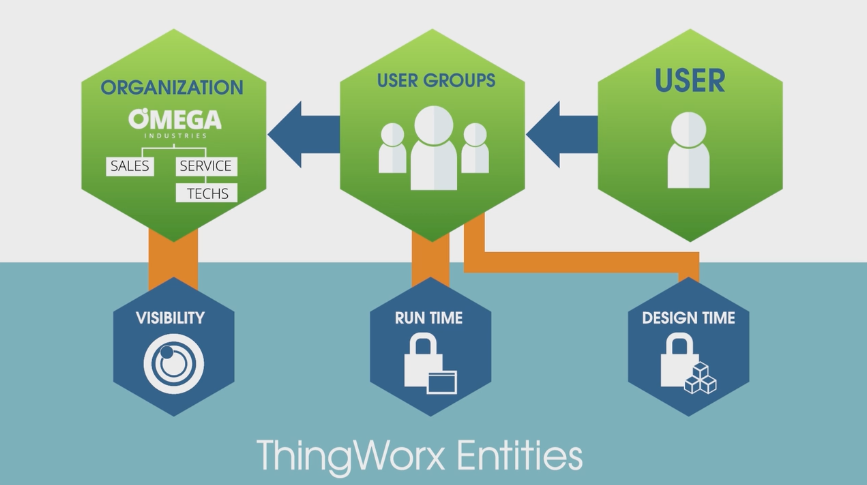 ORGANIZATION
OMEGA
INDUSTRIES
SALES
SERVICE
TECHS
USER GROUPS
USER
VISIBILITY
RUN TIME
DESIGN TIME
ThingWorx Entities